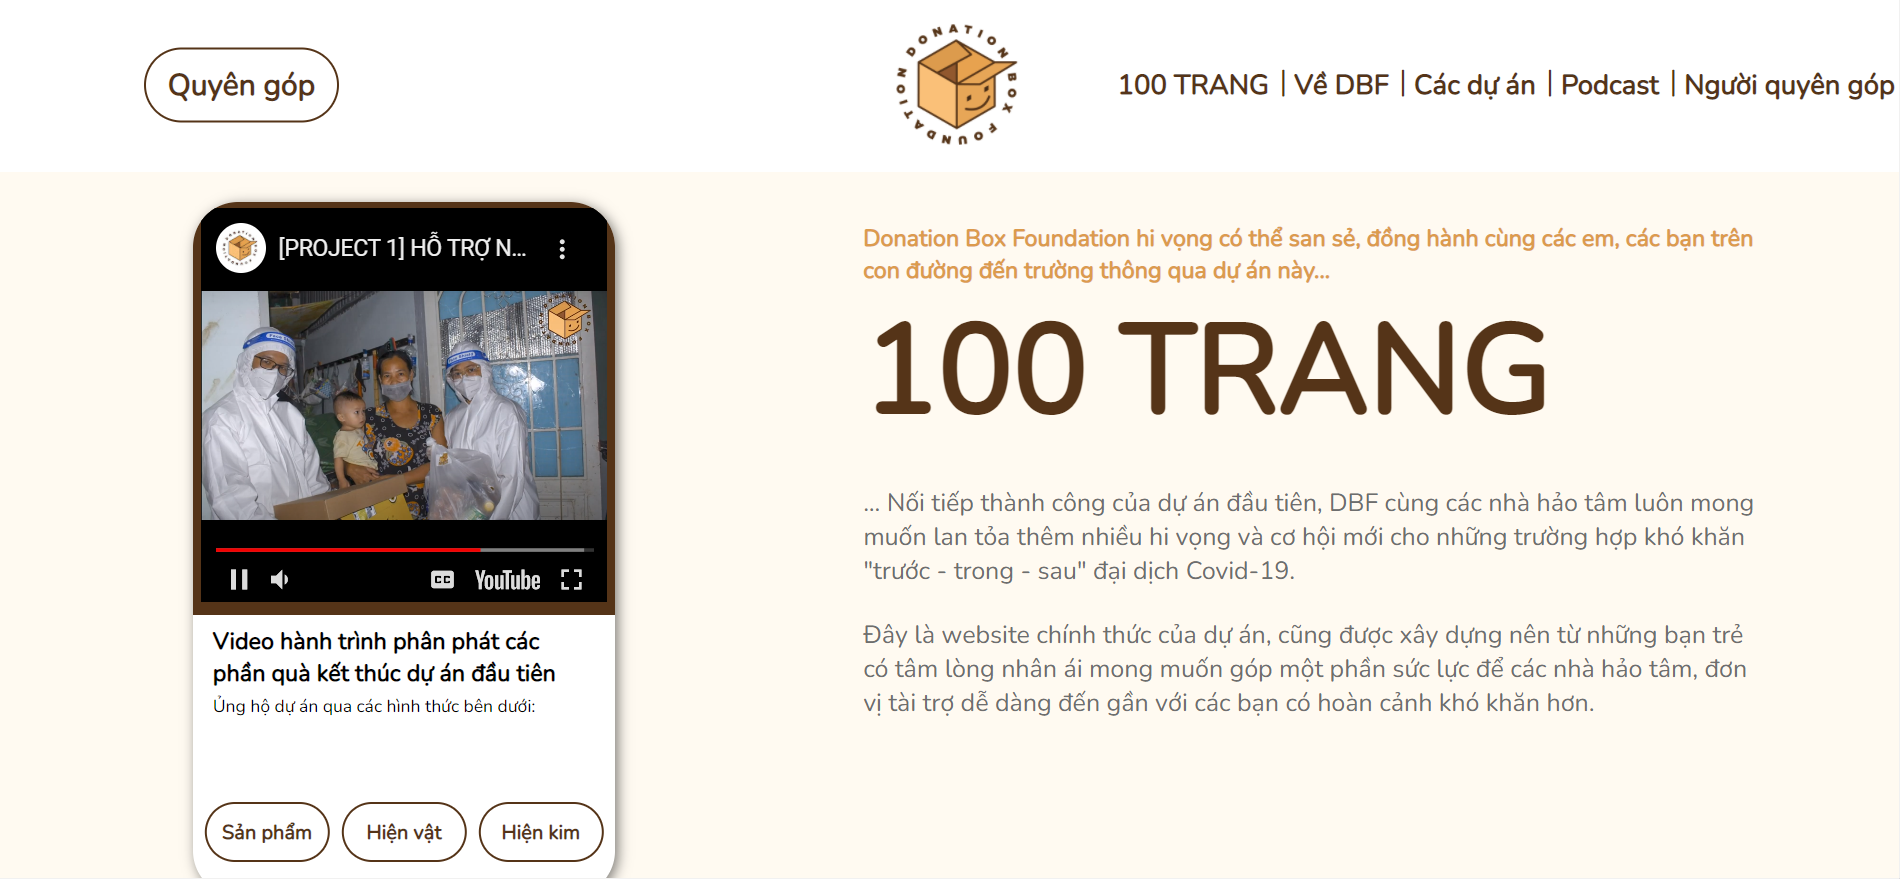 Quyên góp
DONATION BOX FOUNDATION
100 TRANG | Về DBF | Các dự án | Podcast | Người quyên góp
[PROJECT 1] HỖ TRỢ N...
CC YouTube
Video hành trình phân phát các
phần quà kết thúc dự án đầu tiên
Ủng hộ dự án qua các hình thức bên dưới:
Sản phẩm
Hiện vật
Hiện kim
Donation Box Foundation hi vọng có thể san sẻ, đồng hành cùng các em, các bạn trên
con đường đến trường thông qua dự án này...
100 TRANG
... Nối tiếp thành công của dự án đầu tiên, DBF cùng các nhà hảo tâm luôn mong
muốn lan tỏa thêm nhiều hi vọng và cơ hội mới cho những trường hợp khó khăn
"trước - trong - sau" đại dịch Covid-19.
Đây là website chính thức của dự án, cũng được xây dựng nên từ những bạn trẻ
có tâm lòng nhân ái mong muốn góp một phần sức lực để các nhà hảo tâm, đơn
vị tài trợ dễ dàng đến gần với các bạn có hoàn cảnh khó khăn hơn.